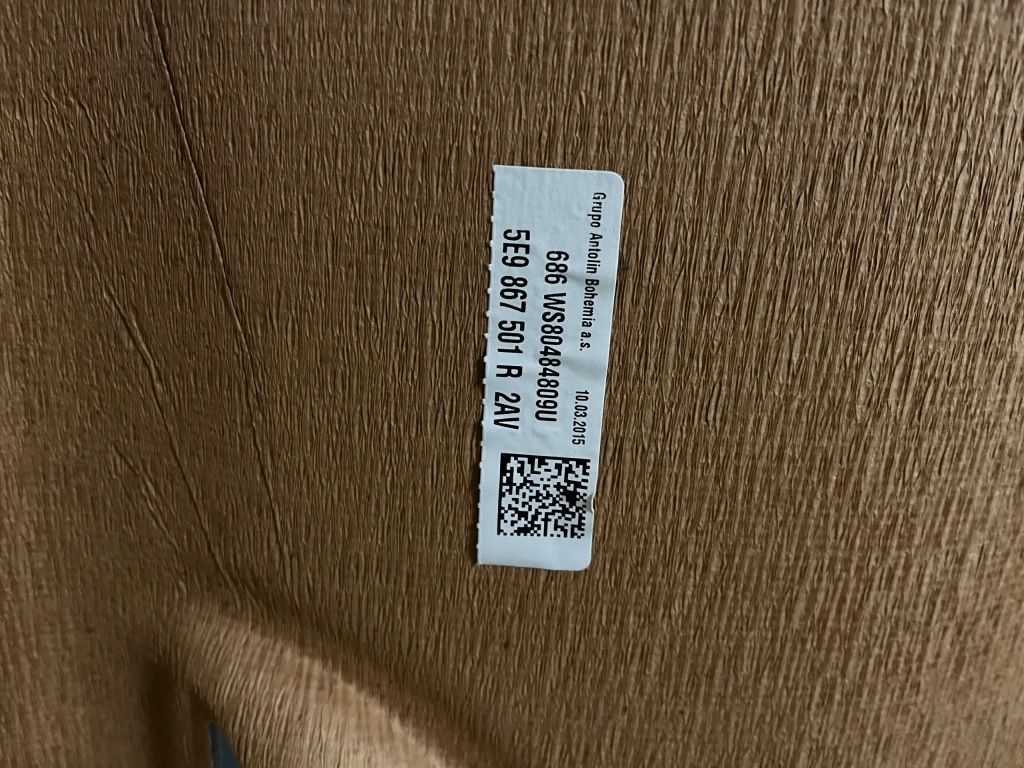 Grupo Antolin Bohemia a.s. 10.03.2015
686 WS80484809U
5E9 867 501 R 2AV